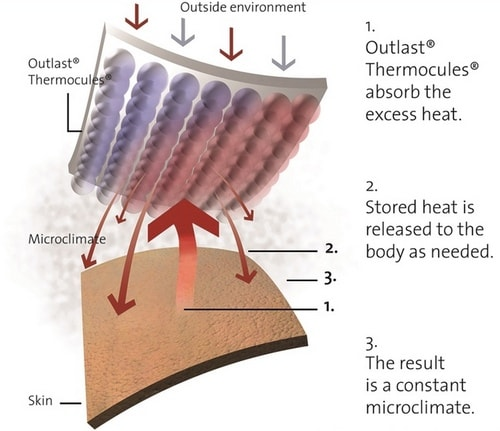 Outside environment
Outlast®
Thermocules®
Microclimate
2.
3.
1.
Skin
1.
Outlast®
Thermocules®
absorb the
excess heat.
2.
Stored heat is
released to the
body as needed.
3.
The result
is a constant
microclimate.